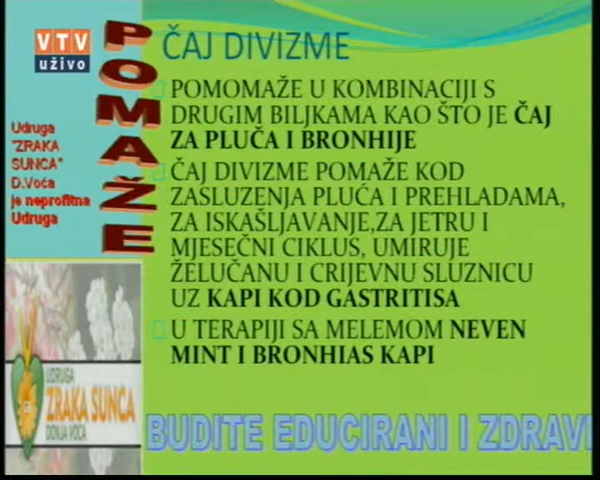 VTV
uživo
POMAŽE
ČAJ DIVIZME
POMOMAŽE U KOMBINACIJI S
DRUGIM BILJKAMA KAO ŠTO JE ČAJ
ZA PLUČA I BRONHIJE
ČAJ DIVIZME POMAŽE KOD
ZASLUZENJA PLUĆA I PREHLADAMA,
ZA ISKAŠLJAVANJE,ZA JETRU I
MJESEČNI CIKLUS, UMIRUJE
ŽELUČANU I CRIJEVNU SLUZNICU
UZ KAPI KOD GASTRITISA
U TERAPIJI SA MELEMOM NEVEN
MINT I BRONHIAS KAPI
Udruga
"ZRAKA
SUNCA"
D.Voća
je neprofitna
Udruga
UDRUGA
ZRAKA SUNCA
DONJA VOĆA
BUDITE EDUCIRANI I ZDRAVI